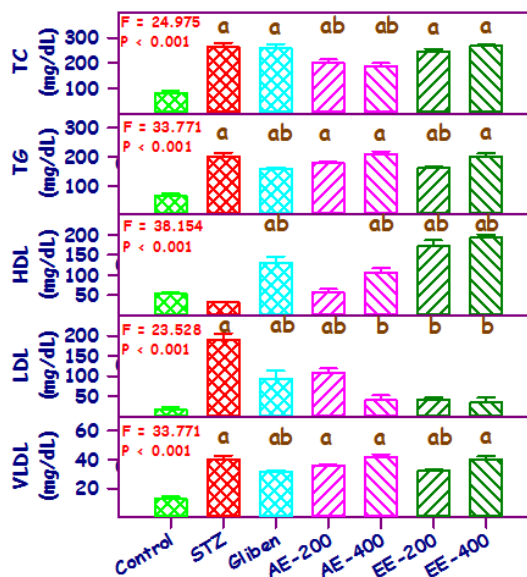 F = 24.975 a a ab ab a a
P < 0.001
TC
(mg/dL)
300
200
100
F = 33.771 a ab a a ab a
P < 0.001
TG
(mg/dL)
300
200
100
F = 38.154 ab ab ab ab
P < 0.001
HDL
(mg/dL)
200
150
100
50
F = 23.528 a ab ab b b b
P < 0.001
LDL
(mg/dL)
200
150
100
50
F = 33.771 a ab a a ab a
P < 0.001
VLDL
(mg/dL)
60
40
20
Control STZ Gliben AE-200 AE-400 EE-200 EE-400